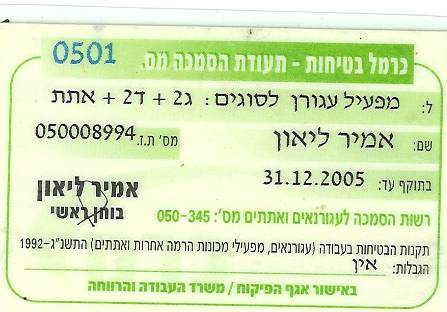 כרמל בטיחות - תעודת הסמכה מס. 0501
ל: מפעיל עגורן לסוגים: ג2 + ד2 + אתת
שם: אמיר ליאון מס' ת.ז. 050008994
בתוקף עד: 31.12.2005
אמיר ליאון
בוחן ראשי
רשות הסמכה לעגורנאים ואתתים מס': 050-345
תקנות הבטיחות בעבודה (עגורנאים, מפעילי מכונות הרמה אחרות ואתתים) התשנ"ג-1992
הגבלות: אין
באישור אגף הפיקוח / משרד העבודה והרווחה